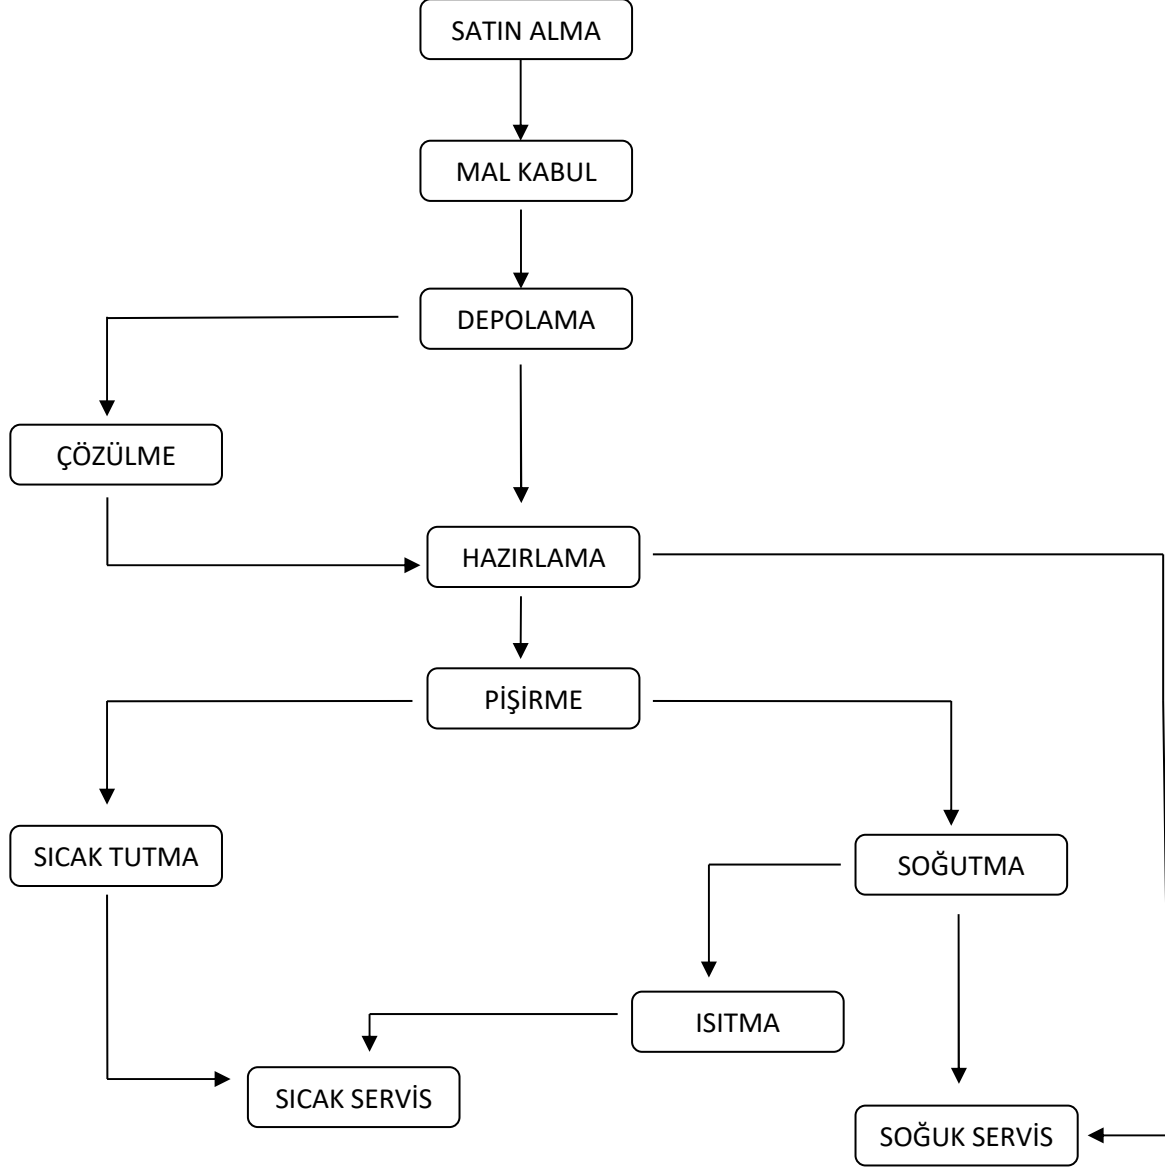 SATIN ALMA
MAL KABUL
DEPOLAMA
ÇÖZÜLME
HAZIRLAMA
PİŞİRME
SICAK TUTMA
SOĞUTMA
ISITMA
SICAK SERVİS
SOĞUK SERVİS